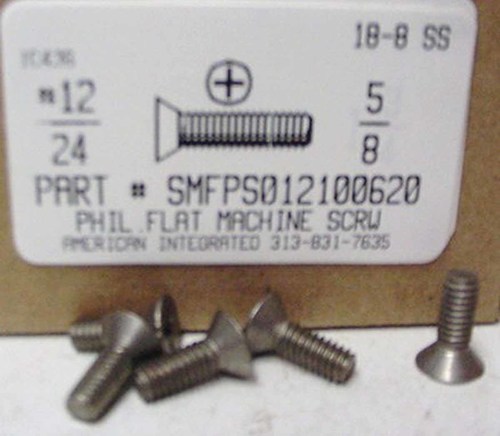 18-8 SS
#12
24
5
8
PART # SMFPS012100620
PHIL.FLAT MACHINE SCRW
AMERICAN INTEGRATED 313-831-7635